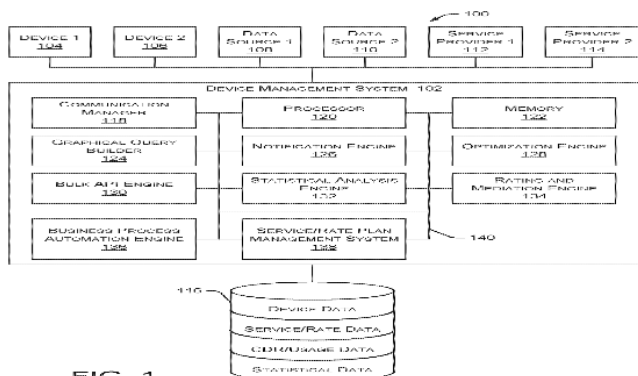 100
DEVICE 1
104
DEVICE 2
106
DATA
SOURCE 1
108
DATA
SOURCE 2
110
SERVICE
PROVIDER 1
112
SERVICE
PROVIDER 2
114
DEVICE MANAGEMENT SYSTEM 102
COMMUNICATION
MANAGER
118
PROCESSOR
120
MEMORY
122
GRAPHICAL QUERY
BUILDER
124
NOTIFICATION ENGINE
126
OPTIMIZATION ENGINE
128
BULK API ENGINE
130
STATISTICAL ANALYSIS
ENGINE
132
RATING AND
MEDIATION ENGINE
134
BUSINESS PROCESS
AUTOMATION ENGINE
136
SERVICE/RATE PLAN
MANAGEMENT SYSTEM
138
140
116
DEVICE DATA
SERVICE/RATE DATA
CDR/USAGE DATA
STATISTICAL DATA
FIG. 1